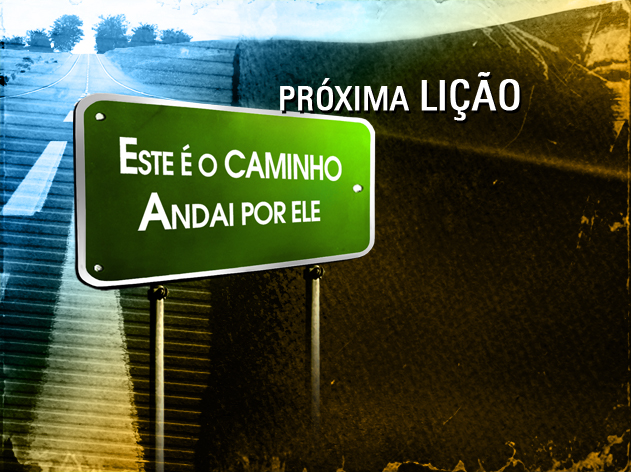 PRÓXIMA LIÇÃO
ESTE É O CAMINHO
ANDAI POR ELE